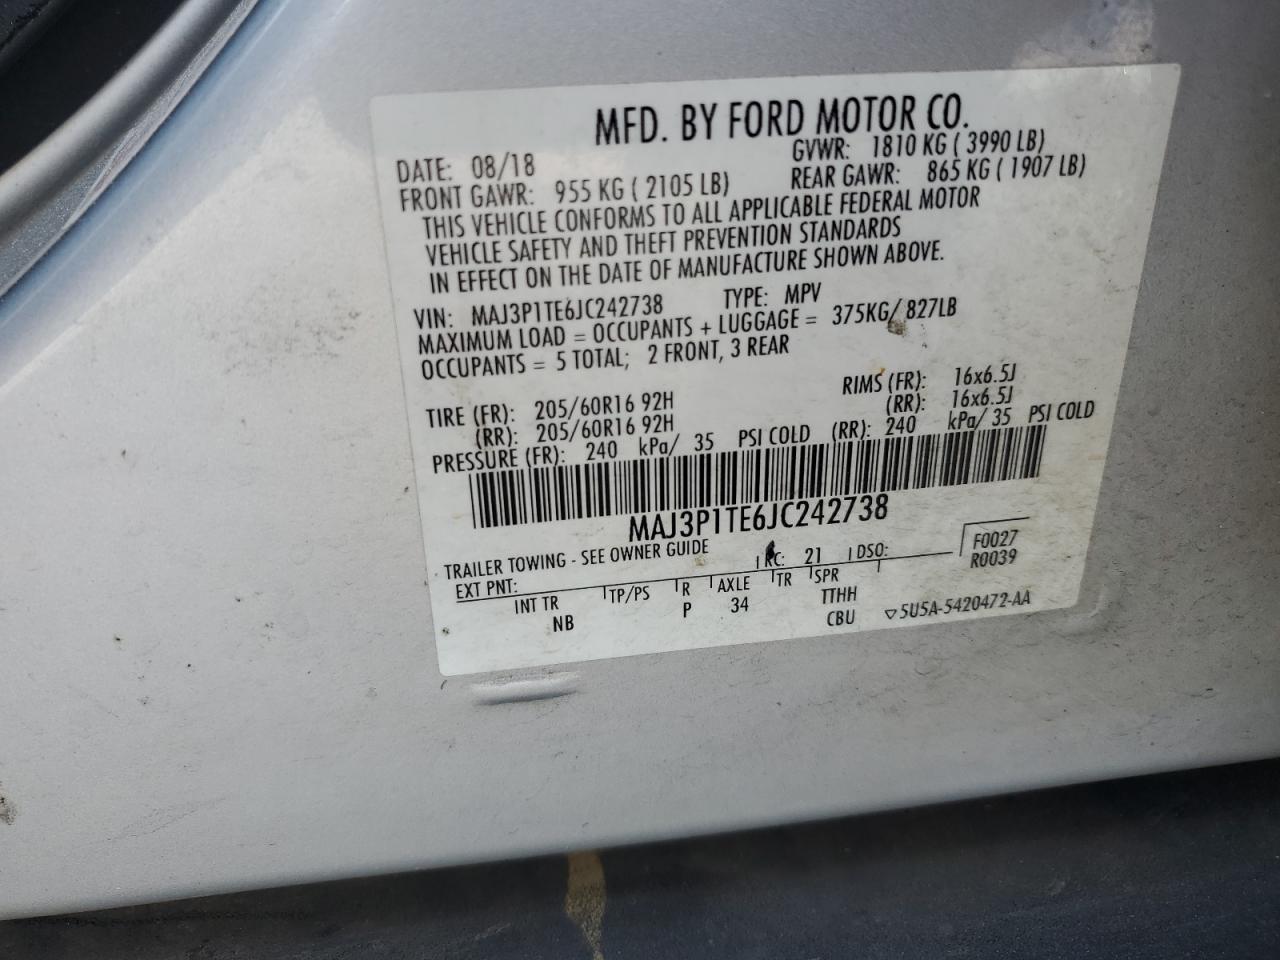 MFD. BY FORD MOTOR CO.
DATE: 08/18 GVWR: 1810 KG ( 3990 LB)
FRONT GAWR: 955 KG ( 2105 LB) REAR GAWR: 865 KG ( 1907 LB)
THIS VEHICLE CONFORMS TO ALL APPLICABLE FEDERAL MOTOR
VEHICLE SAFETY AND THEFT PREVENTION STANDARDS
IN EFFECT ON THE DATE OF MANUFACTURE SHOWN ABOVE.
VIN: MAJ3P1TE6JC242738 TYPE: MPV
MAXIMUM LOAD = OCCUPANTS + LUGGAGE = 375KG/ 827LB
OCCUPANTS = 5 TOTAL; 2 FRONT, 3 REAR
TIRE (FR): 205/60R16 92H RIMS (FR): 16x6.5J
(RR): 205/60R16 92H (RR): 16x6.5J
PRESSURE (FR): 240 kPa/ 35 PSI COLD (RR): 240 kPa/ 35 PSI COLD
MAJ3P1TE6JC242738
TRAILER TOWING - SEE OWNER GUIDE
EXT PNT: RC: 21 DSO: F0027
R0039
INT TR TP/PS R AXLE TR SPR
NB P 34 TTHH
CBU ▽5U5A-5420472-AA